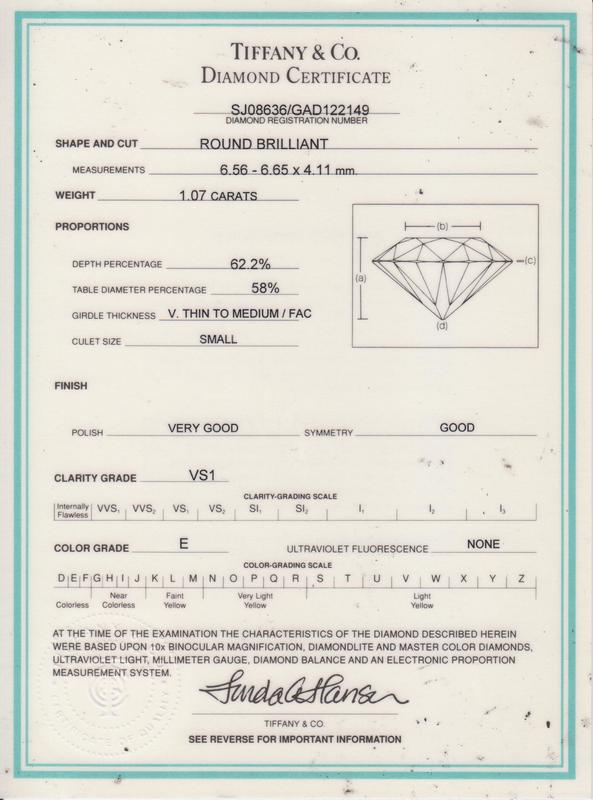 TIFFANY & CO.
DIAMOND CERTIFICATE
SJ08636/GAD122149
DIAMOND REGISTRATION NUMBER
SHAPE AND CUT ROUND BRILLIANT
MEASUREMENTS 6.56 - 6.65 x 4.11 mm.
WEIGHT 1.07 CARATS
PROPORTIONS
DEPTH PERCENTAGE 62.2%
TABLE DIAMETER PERCENTAGE 58%
GIRDLE THICKNESS V. THIN TO MEDIUM / FAC
CULET SIZE SMALL
(b)
(a)
(c)
(d)
FINISH
POLISH VERY GOOD SYMMETRY GOOD
CLARITY GRADE VS1
CLARITY-GRADING SCALE
Internally Flawless VVS1 VVS2 VS1 VS2 SI1 SI2 I1 I2 I3
COLOR GRADE E ULTRAVIOLET FLUORESCENCE NONE
COLOR-GRADING SCALE
D E F G H I J K L M N O P Q R S T U V W X Y Z
Colorless Near Colorless Faint Yellow Very Light Yellow Light Yellow
AT THE TIME OF THE EXAMINATION THE CHARACTERISTICS OF THE DIAMOND DESCRIBED HEREIN
WERE BASED UPON 10x BINOCULAR MAGNIFICATION, DIAMONDLITE AND MASTER COLOR DIAMONDS,
ULTRAVIOLET LIGHT, MILLIMETER GAUGE, DIAMOND BALANCE AND AN ELECTRONIC PROPORTION
MEASUREMENT SYSTEM.
TIFFANY & CO.
SEE REVERSE FOR IMPORTANT INFORMATION